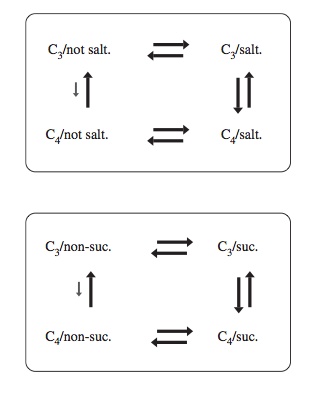 C₃/not salt. C₃/salt.
C₄/not salt. C₄/salt.
C₃/non-suc. C₃/suc.
C₄/non-suc. C₄/suc.